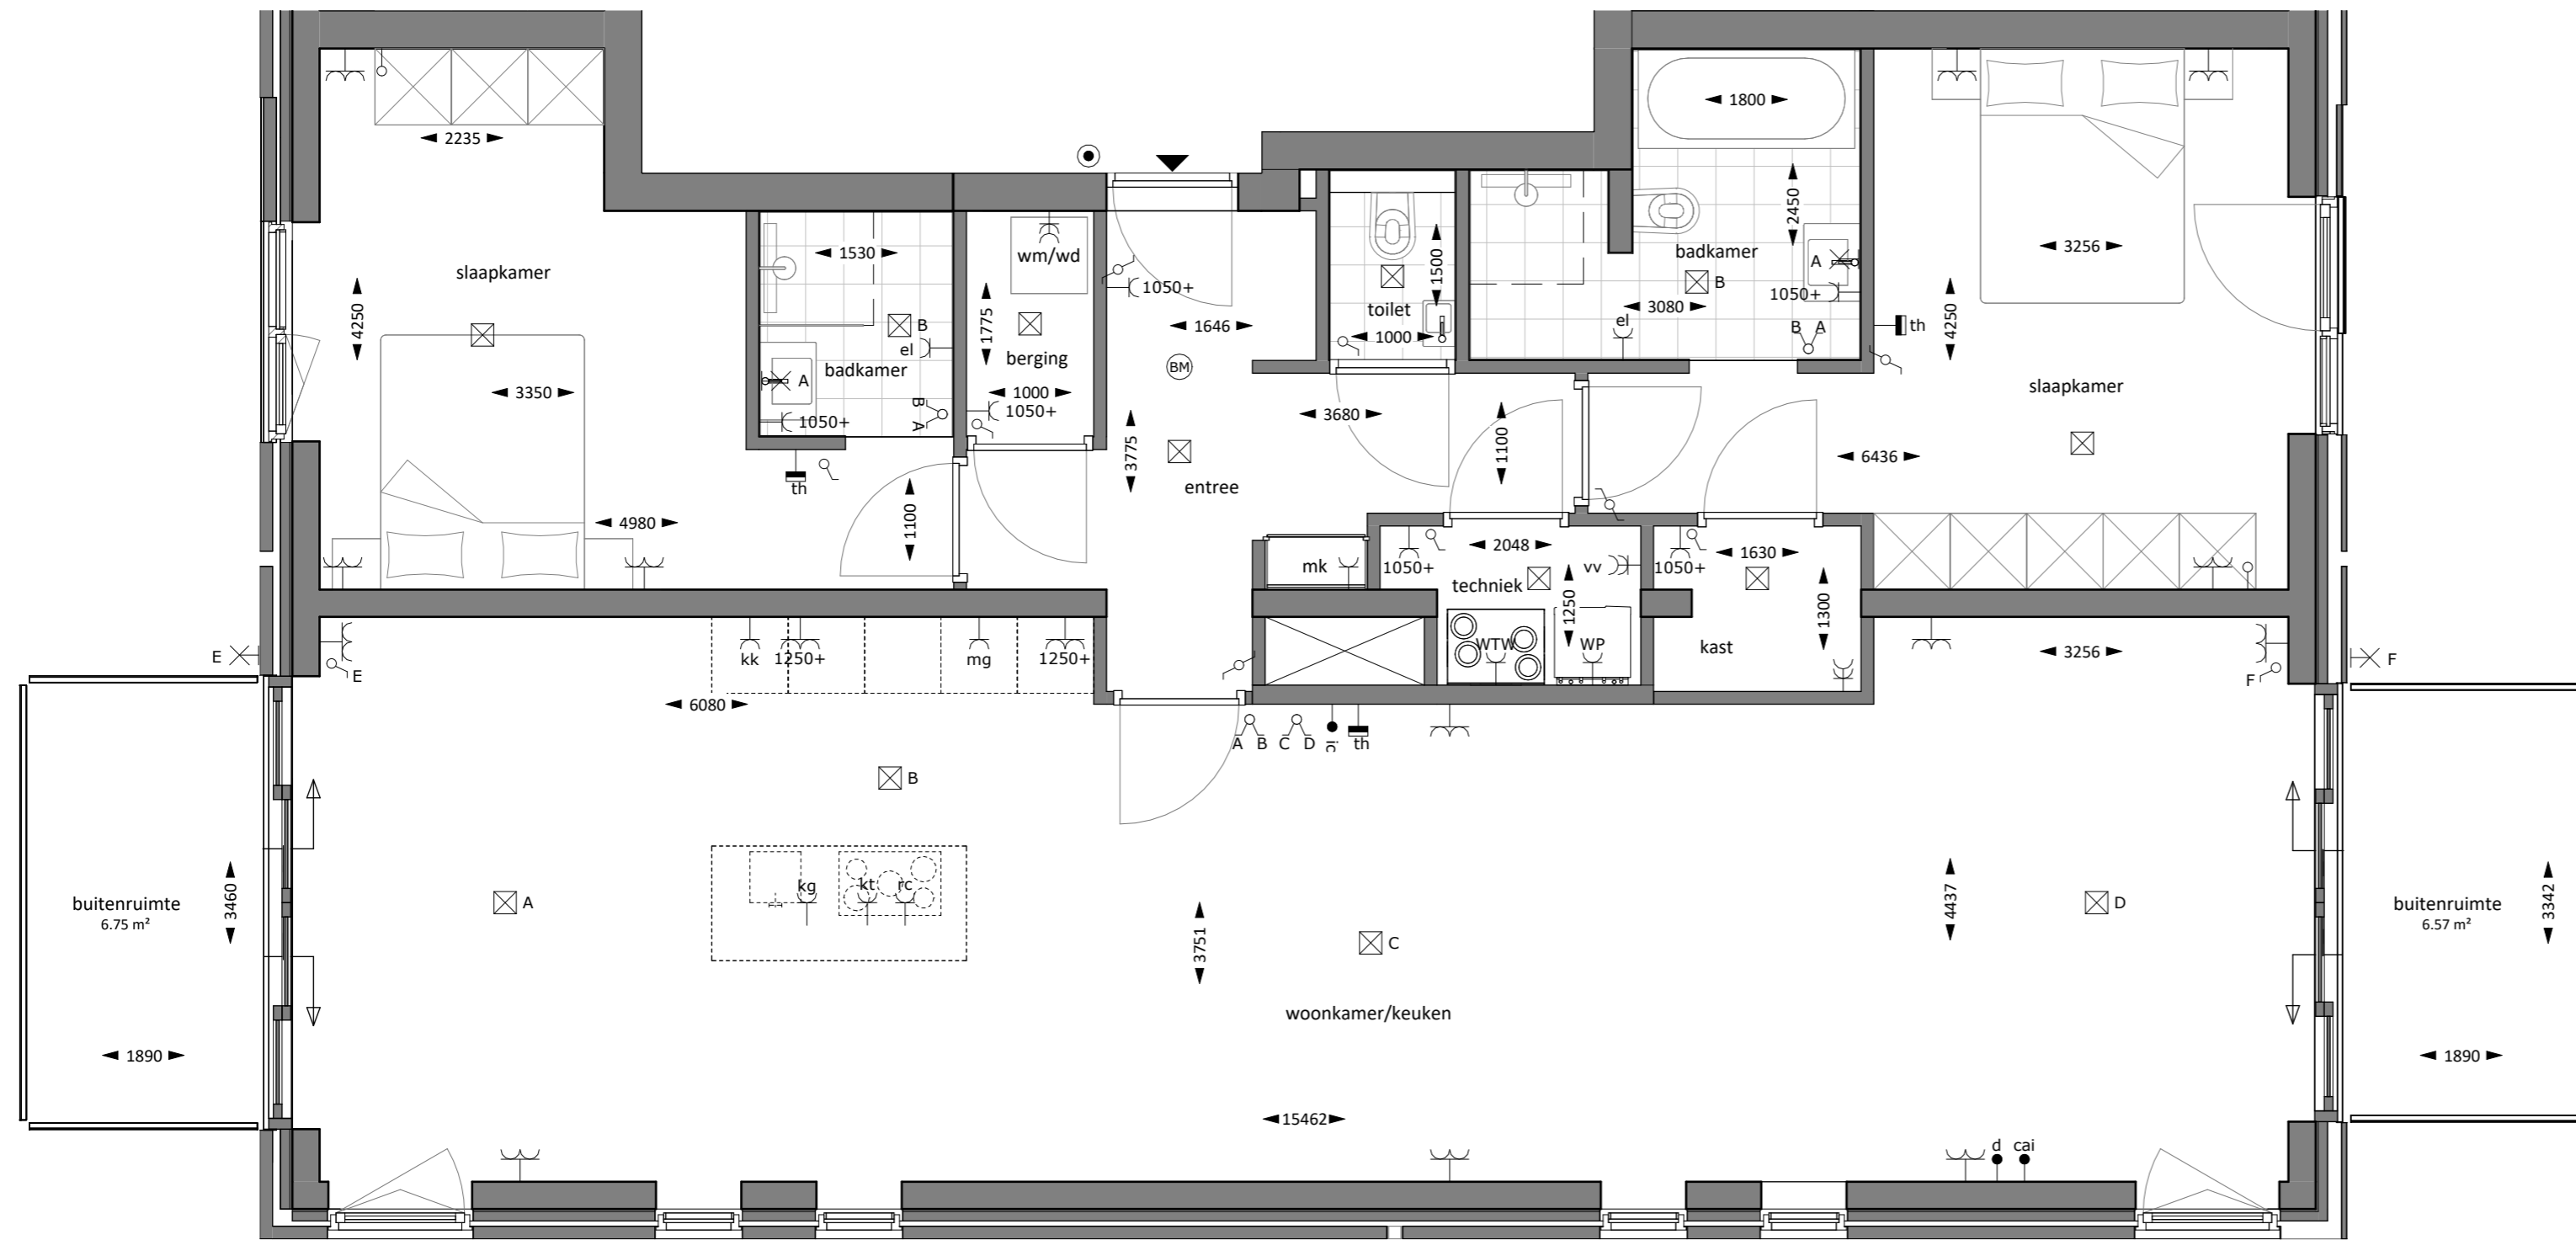 2235
slaapkamer
4250
3350
4980
th
1530
B
el
badkamer
A
1050+
B
A
1100
wm/wd
1775
berging
1000
1050+
1050+
1646
BM
3775
entree
3680
1500
toilet
1000
1100
1800
2450
badkamer
B
A
1050+
3080
el
B A
th
3256
4250
slaapkamer
6436
mk
1050+
2048
techniek
vv
1250
WTW
WP
1050+
1630
1300
kast
E
E
kk
1250+
mg
1250+
6080
A B C D ic th
3256
F
F
B
A
kg
kt
rc
3751
C
4437
D
woonkamer/keuken
15462
d cai
buitenruimte
6.75 m²
3460
1890
buitenruimte
6.57 m²
3342
1890